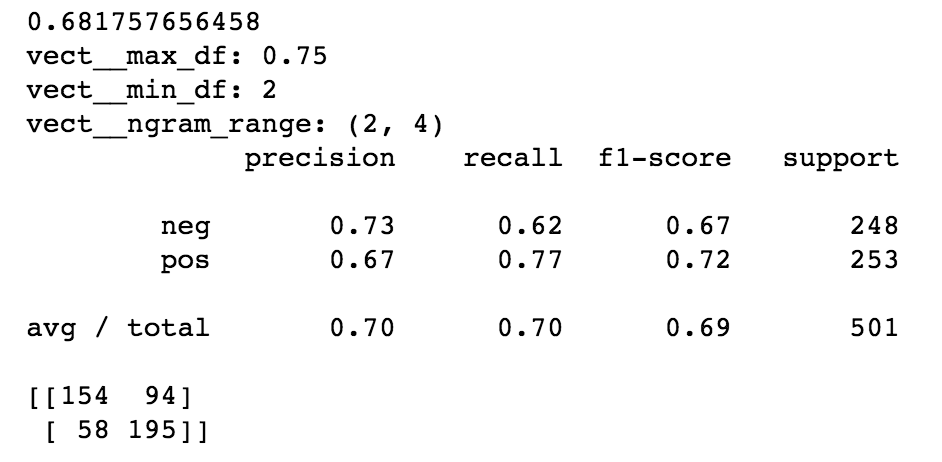 0.681757656458
vect__max_df: 0.75
vect__min_df: 2
vect__ngram_range: (2, 4)
precision recall f1-score support
neg 0.73 0.62 0.67 248
pos 0.67 0.77 0.72 253
avg / total 0.70 0.70 0.69 501
[[154 94]
[ 58 195]]